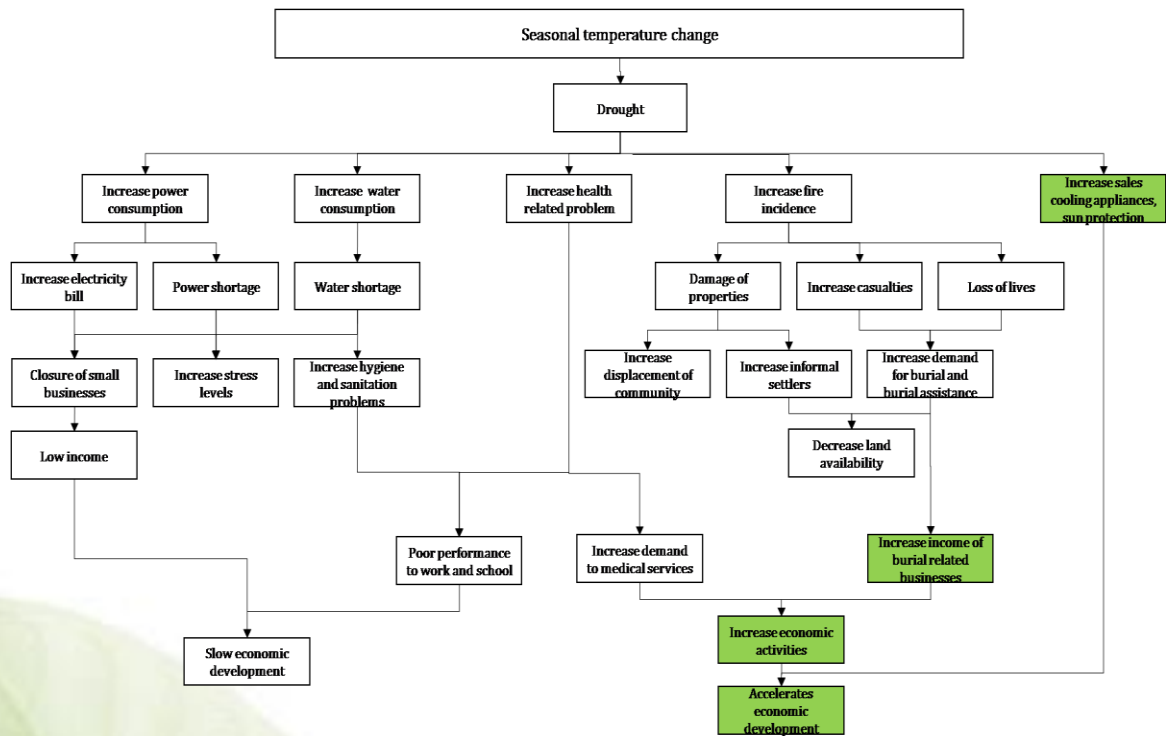 Seasonal temperature change
Drought
Increase power
consumption
Increase water
consumption
Increase health
related problem
Increase fire
incidence
Increase sales
cooling appliances,
sun protection
Increase electricity
bill
Power shortage
Water shortage
Damage of
properties
Increase casualties
Loss of lives
Closure of small
businesses
Increase stress
levels
Increase hygiene
and sanitation
problems
Increase
displacement of
community
Increase informal
settlers
Increase demand
for burial and
burial assistance
Low income
Decrease land
availability
Poor performance
to work and school
Increase demand
to medical services
Increase income of
burial related
businesses
Slow economic
development
Increase economic
activities
Accelerates
economic
development